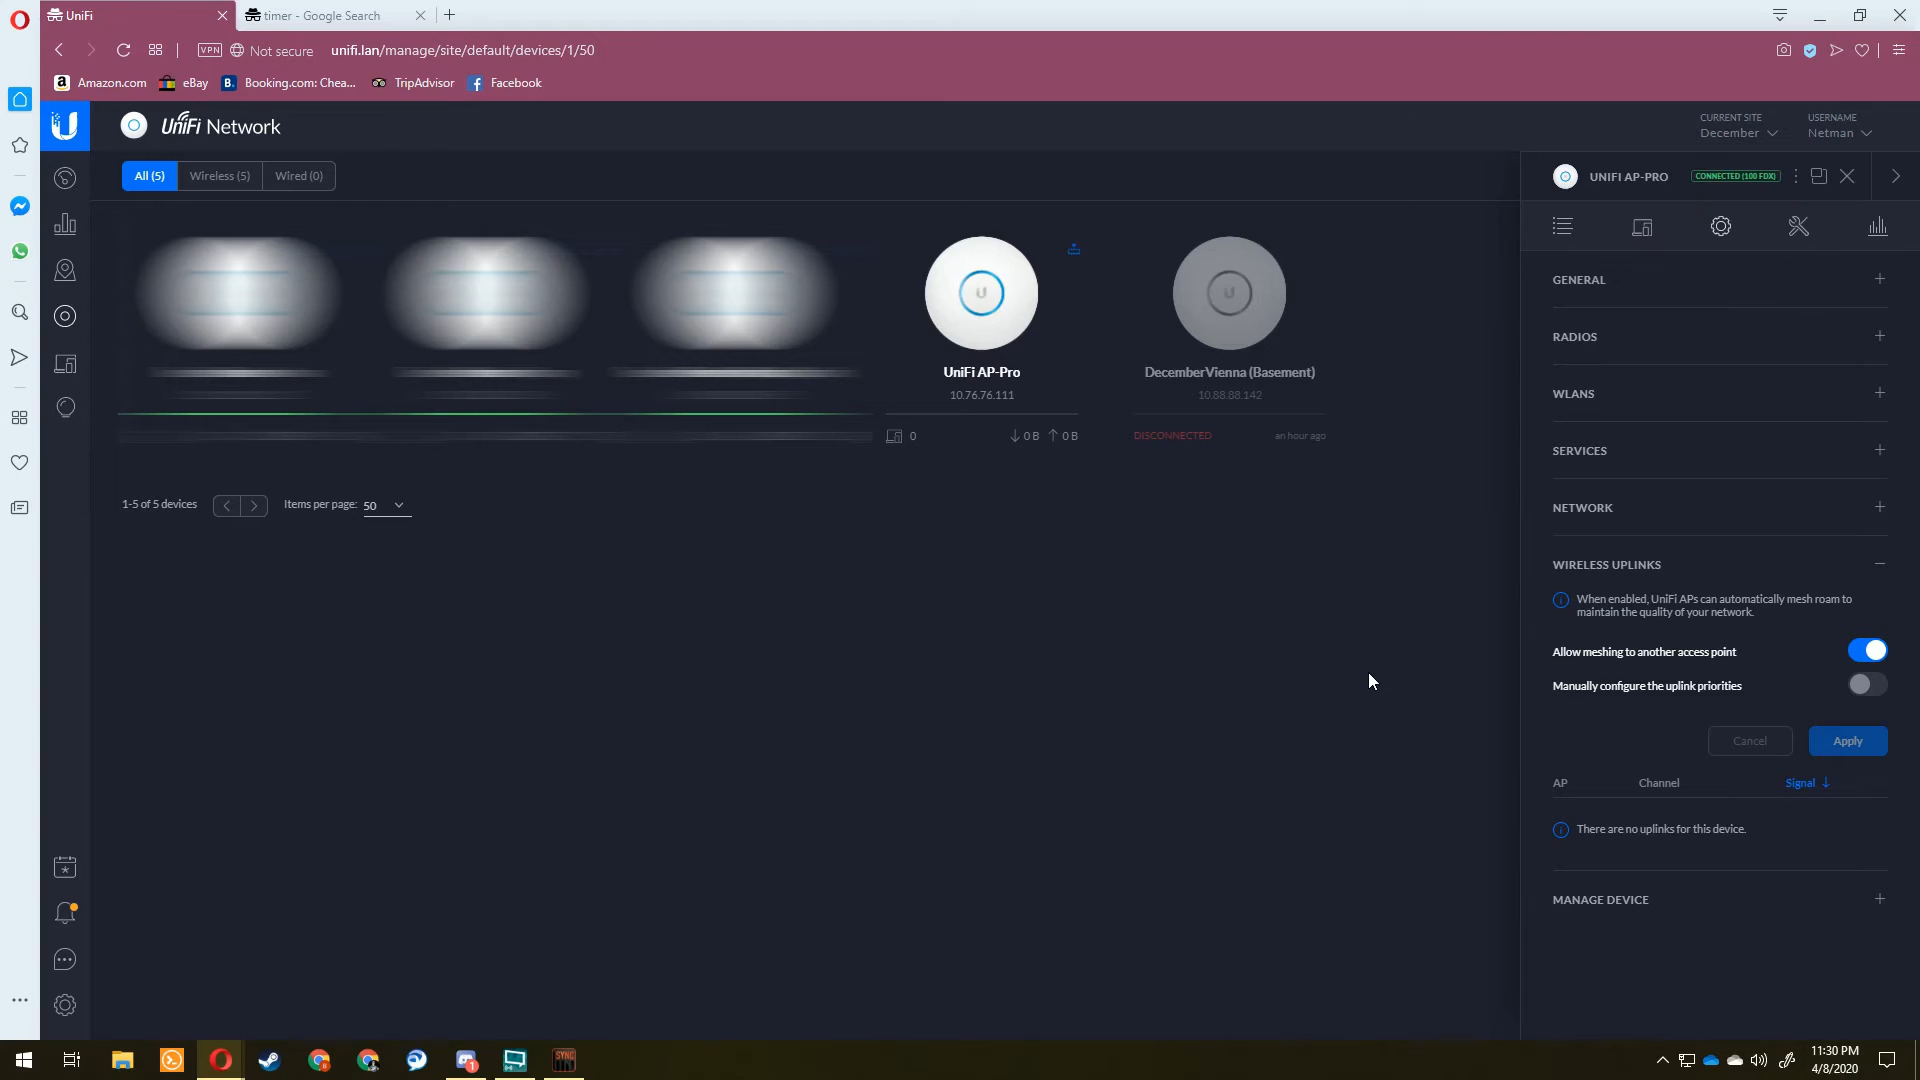 UniFi
timer - Google Search
VPN
Not secure
unifi.lan/manage/site/default/devices/1/50
Amazon.com
eBay
Booking.com: Chea...
TripAdvisor
Facebook
UniFi Network
CURRENT SITE
December
USERNAME
Netman
All (5)
Wireless (5)
Wired (0)
UNIFI AP-PRO
CONNECTED (100 FDX)
UniFi AP-Pro
10.76.76.111
0
0 B
0 B
DecemberVienna (Basement)
10.88.88.142
DISCONNECTED
an hour ago
1-5 of 5 devices
Items per page:
50
GENERAL
RADIOS
WLANS
SERVICES
NETWORK
WIRELESS UPLINKS
When enabled, UniFi APs can automatically mesh roam to
maintain the quality of your network.
Allow meshing to another access point
Manually configure the uplink priorities
Cancel
Apply
AP
Channel
Signal
There are no uplinks for this device.
MANAGE DEVICE
SYNC
11:30 PM
4/8/2020